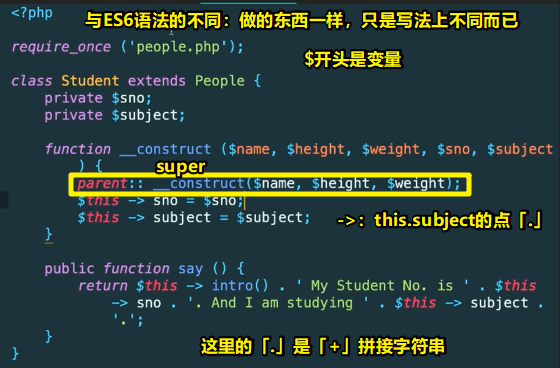 <?php
与ES6语法的不同：做的东西一样，只是写法上不同而已
require_once ('people.php');
$开头是变量
class Student extends People {
private $sno;
private $subject;
function __construct ($name, $height, $weight, $sno, $subject
) {
super
parent:: __construct($name, $height, $weight);
$this -> sno = $sno;
$this -> subject = $subject;
->：this.subject的点「.」
}
public function say () {
return $this -> intro() . ' My Student No. is ' . $this
-> sno . '. And I am studying ' . $this -> subject .
'.';
}
这里的「.」是「+」拼接字符串
}